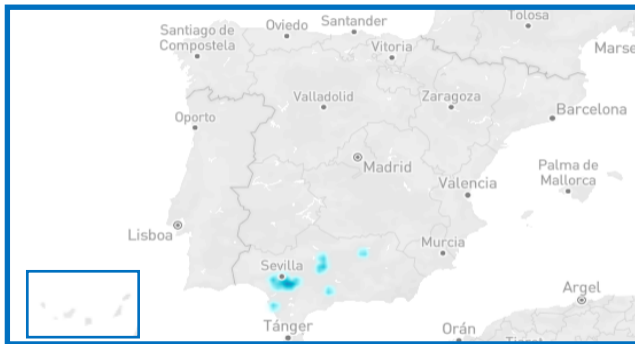 Tolosa
Santander
Oviedo
Santiago de
Compostela
Vitoria
Marse
Valladolid
Zaragoza
Barcelona
Oporto
Madrid
Palma de
Mallorca
Valencia
Lisboa
Murcia
Sevilla
Argel
Tánger
Orán
Tiaret